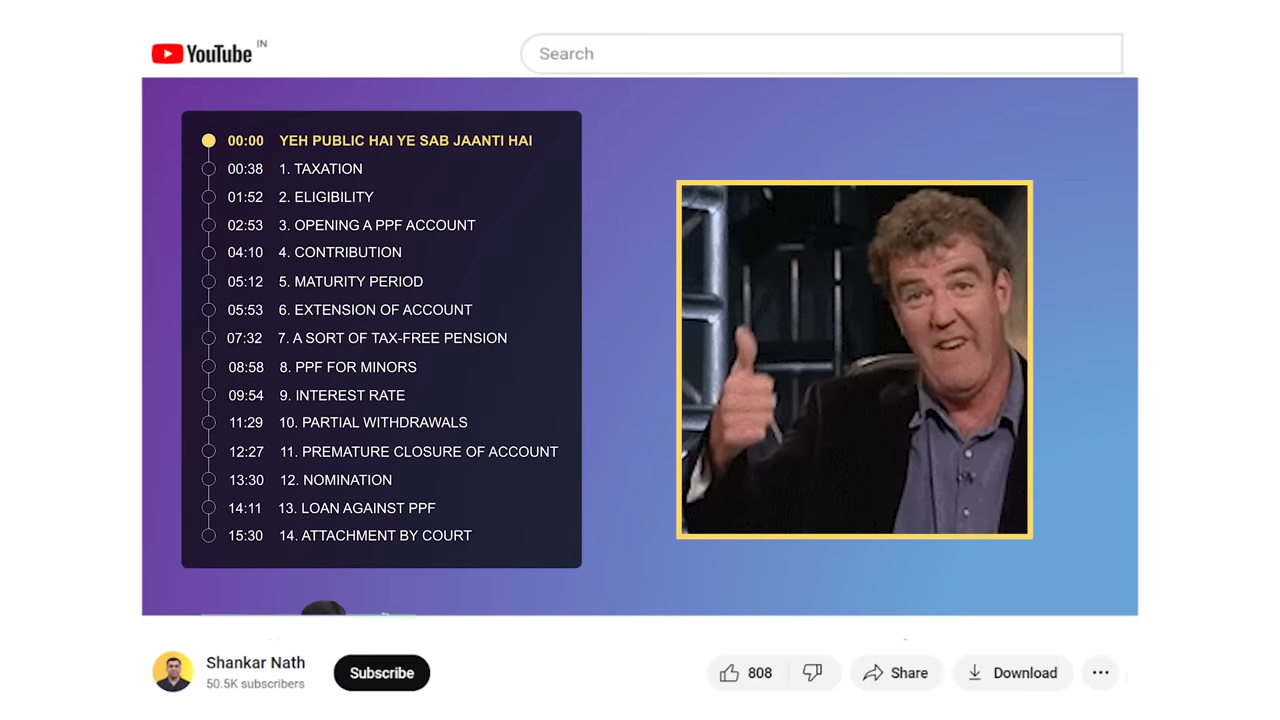 YouTube IN
Search
00:00 YEH PUBLIC HAI YE SAB JAANTI HAI
00:38 1. TAXATION
01:52 2. ELIGIBILITY
02:53 3. OPENING A PPF ACCOUNT
04:10 4. CONTRIBUTION
05:12 5. MATURITY PERIOD
05:53 6. EXTENSION OF ACCOUNT
07:32 7. A SORT OF TAX-FREE PENSION
08:58 8. PPF FOR MINORS
09:54 9. INTEREST RATE
11:29 10. PARTIAL WITHDRAWALS
12:27 11. PREMATURE CLOSURE OF ACCOUNT
13:30 12. NOMINATION
14:11 13. LOAN AGAINST PPF
15:30 14. ATTACHMENT BY COURT
Shankar Nath
50.5K subscribers
Subscribe
808
Share
Download